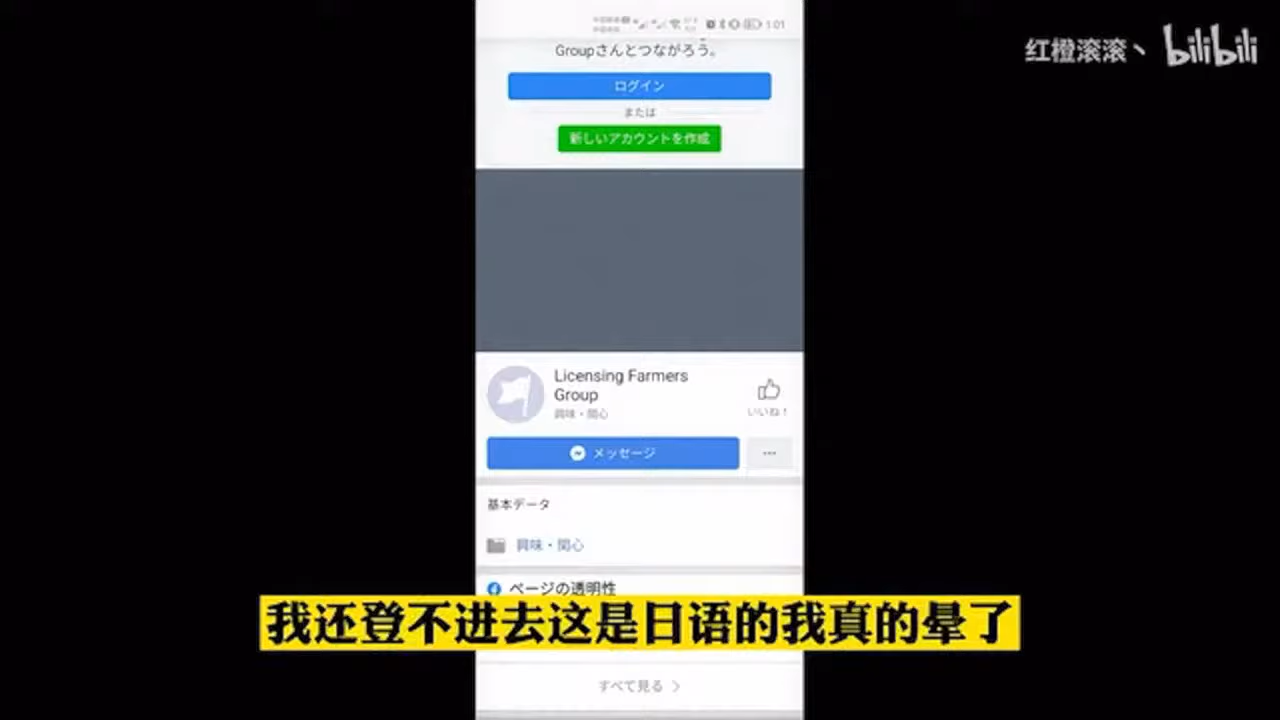 1:01
红橙滚滚丶 bilibili
Groupさんとつながろう。
ログイン
または
新しいアカウントを作成
Licensing Farmers
Group
興味・関心
いいね！
メッセージ
基本データ
興味・関心
ページの透明性
我还登不进去这是日语的我真的晕了
すべて見る